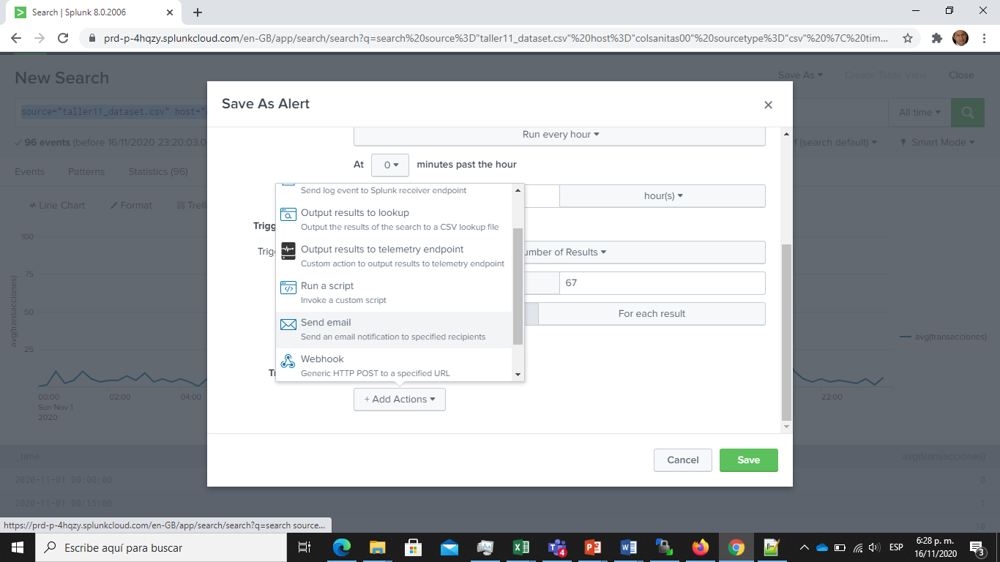 Search | Splunk 8.0.2006
prd-p-4hqzy.splunkcloud.com/en-GB/app/search/search?q=search%20source%3D"taller11_dataset.csv"%20host%3D"colsanitas00"%20sourcetype%3D"csv"%20%7C%20tim...
New Search
Save As
Create Table View
Close
source="taller11_dataset.csv" host="
All time
96 events (before 16/11/2020 23:20:03.0
(search default)
Smart Mode
Events
Patterns
Statistics (96)
Line Chart
Format
Trelli
Save As Alert
Run every hour
At 0 minutes past the hour
hour(s)
Send log event to Splunk receiver endpoint
Output results to lookup
Output the results of the search to a CSV lookup file
Output results to telemetry endpoint
Custom action to output results to telemetry endpoint
Run a script
Invoke a custom script
Send email
Send an email notification to specified recipients
Webhook
Generic HTTP POST to a specified URL
Trigg
Trigg
umber of Results
67
For each result
+ Add Actions
Cancel
Save
100
75
50
25
avg(transacciones)
avg(transacciones)
00:00
Sun Nov 1
2020
02:00
04:00
22:00
_time
avg(transacciones)
2020-11-01 00:00:00
0
2020-11-01 00:15:00
1
10
https://prd-p-4hqzy.splunkcloud.com/en-GB/app/search/search?q=search source...
Escribe aquí para buscar
4
ESP
6:28 p. m.
16/11/2020
3